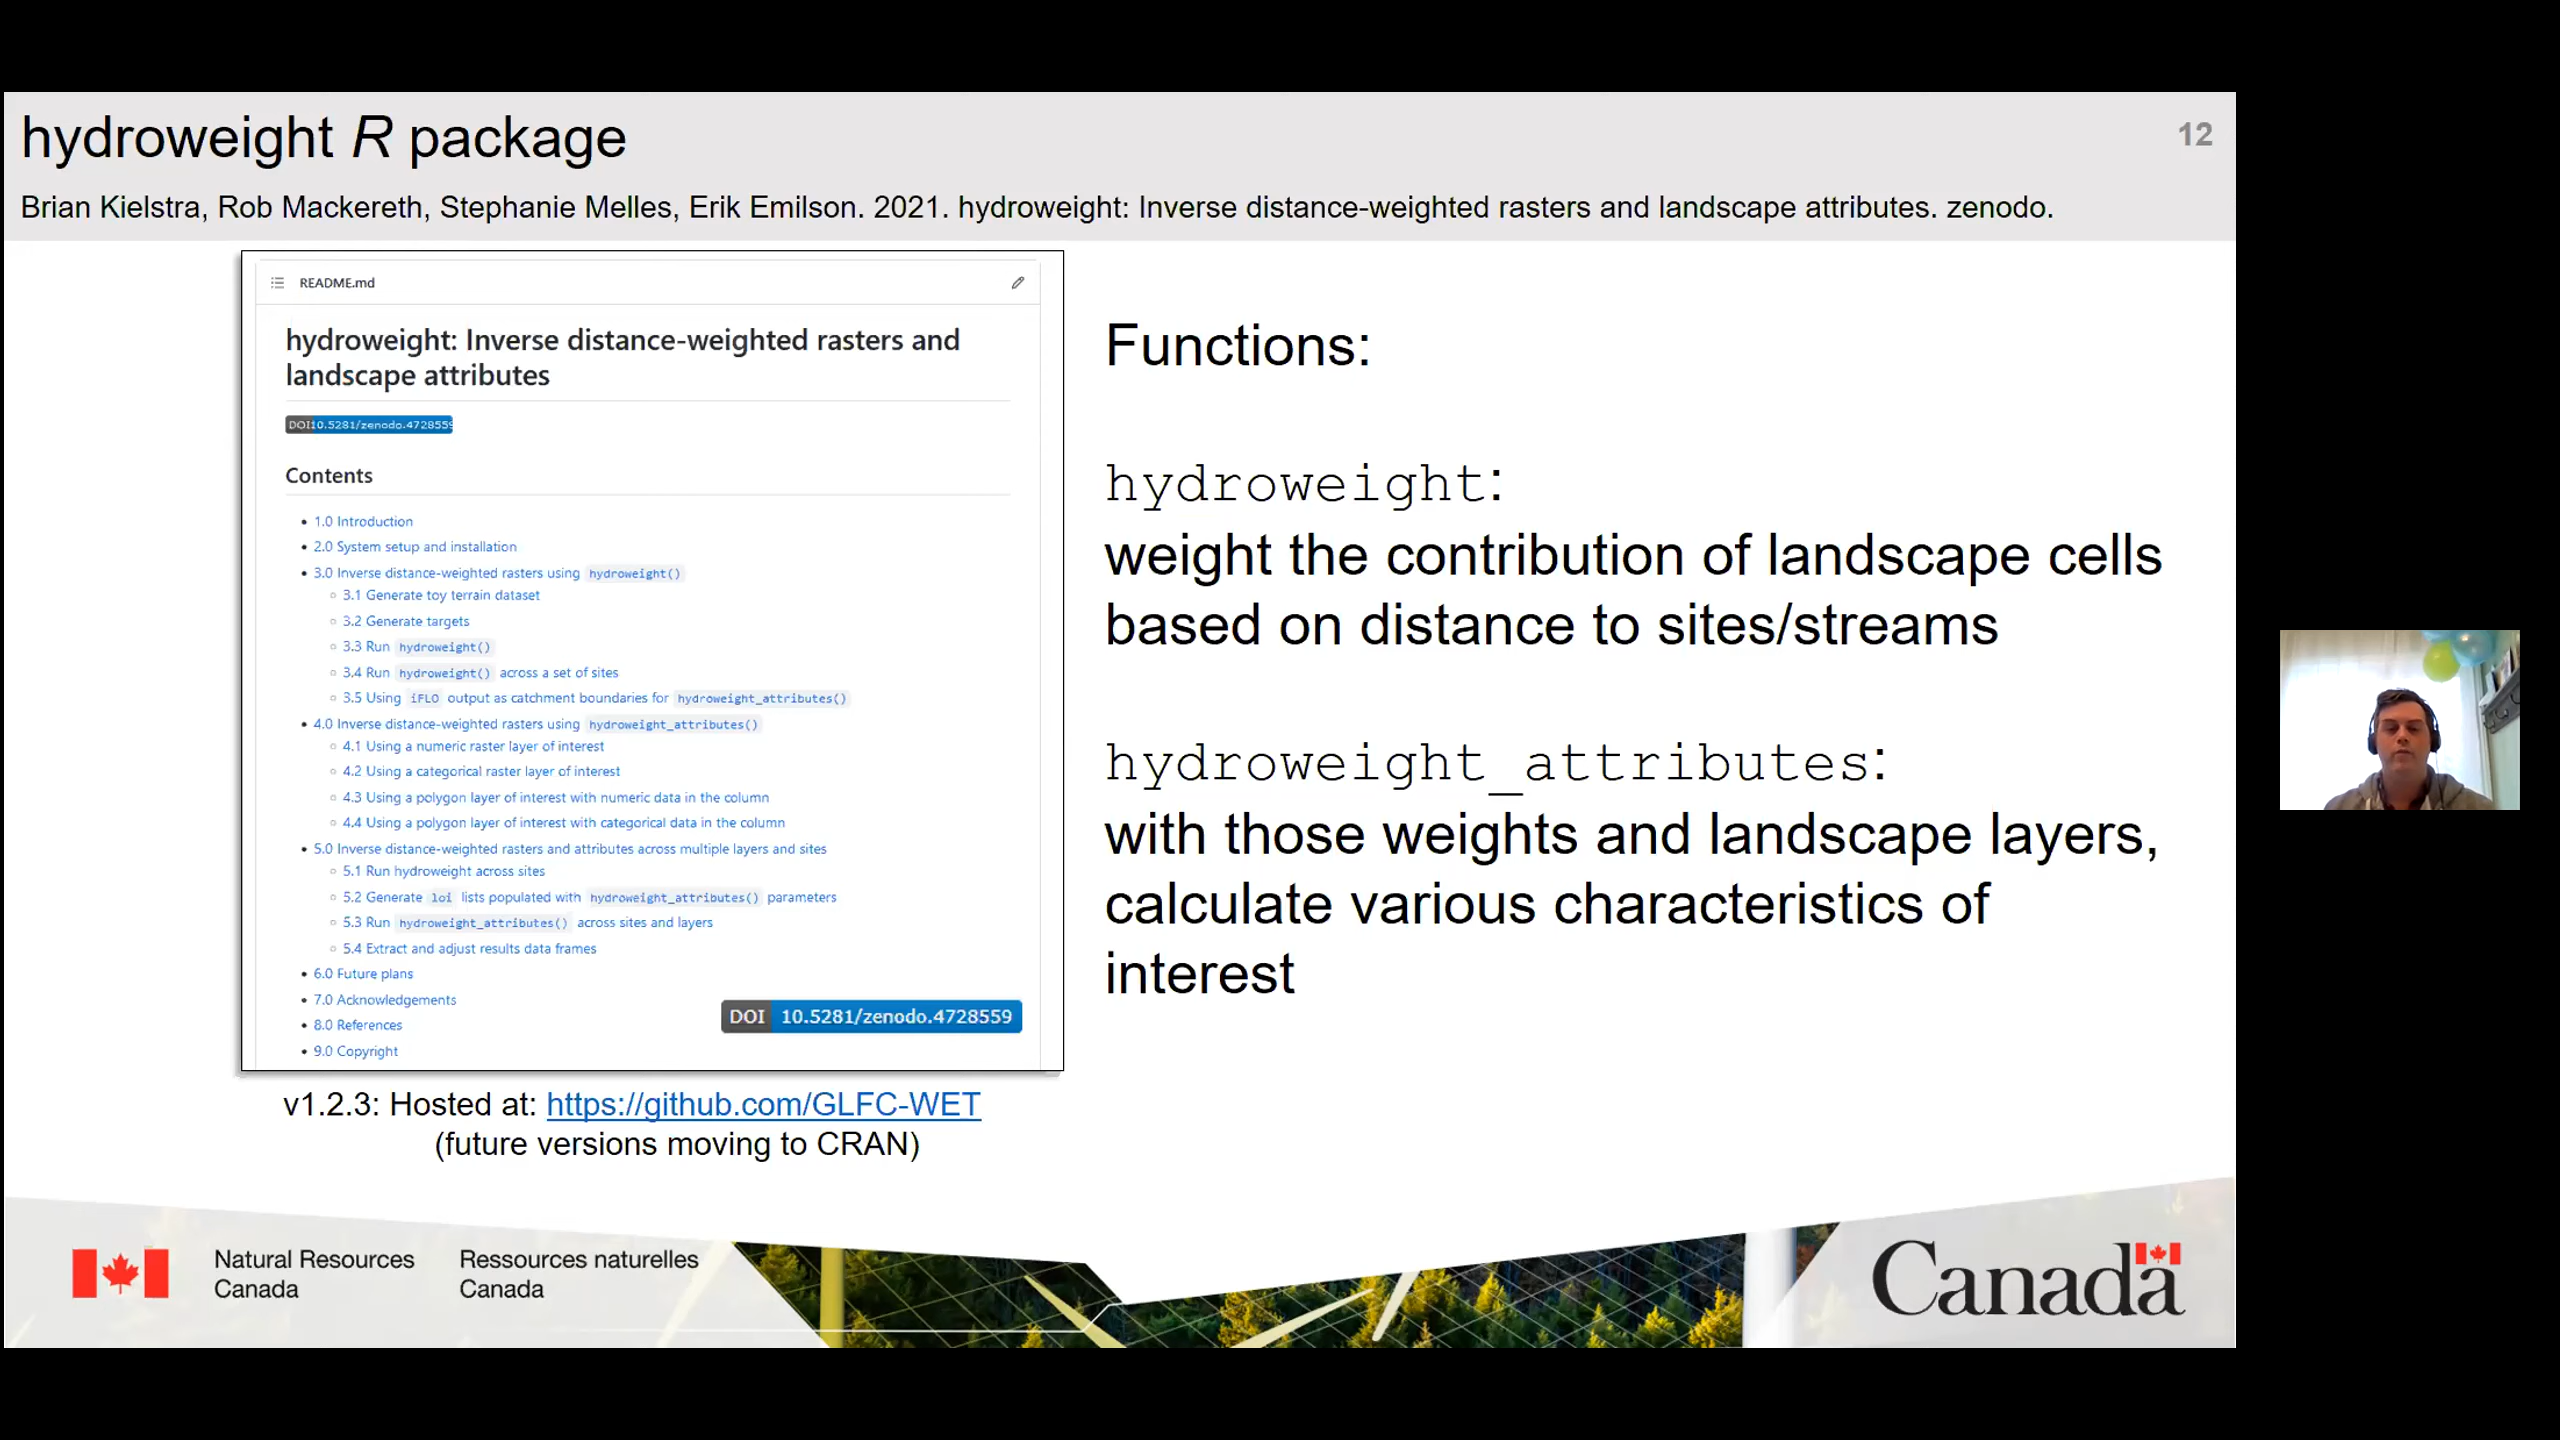 hydroweight R package
12
Brian Kielstra, Rob Mackereth, Stephanie Melles, Erik Emilson. 2021. hydroweight: Inverse distance-weighted rasters and landscape attributes. zenodo.
README.md
hydroweight: Inverse distance-weighted rasters and
landscape attributes
DOI 10.5281/zenodo.4728559
Contents
• 1.0 Introduction
• 2.0 System setup and installation
• 3.0 Inverse distance-weighted rasters using hydroweight()
◦ 3.1 Generate toy terrain dataset
◦ 3.2 Generate targets
◦ 3.3 Run hydroweight()
◦ 3.4 Run hydroweight() across a set of sites
◦ 3.5 Using iFLO output as catchment boundaries for hydroweight_attributes()
• 4.0 Inverse distance-weighted rasters using hydroweight_attributes()
◦ 4.1 Using a numeric raster layer of interest
◦ 4.2 Using a categorical raster layer of interest
◦ 4.3 Using a polygon layer of interest with numeric data in the column
◦ 4.4 Using a polygon layer of interest with categorical data in the column
• 5.0 Inverse distance-weighted rasters and attributes across multiple layers and sites
◦ 5.1 Run hydroweight across sites
◦ 5.2 Generate loi lists populated with hydroweight_attributes() parameters
◦ 5.3 Run hydroweight_attributes() across sites and layers
◦ 5.4 Extract and adjust results data frames
• 6.0 Future plans
• 7.0 Acknowledgements
• 8.0 References
• 9.0 Copyright
DOI 10.5281/zenodo.4728559
v1.2.3: Hosted at: https://github.com/GLFC-WET
(future versions moving to CRAN)
Functions:
hydroweight:
weight the contribution of landscape cells
based on distance to sites/streams
hydroweight_attributes:
with those weights and landscape layers,
calculate various characteristics of
interest
Natural Resources
Canada
Ressources naturelles
Canada
Canada